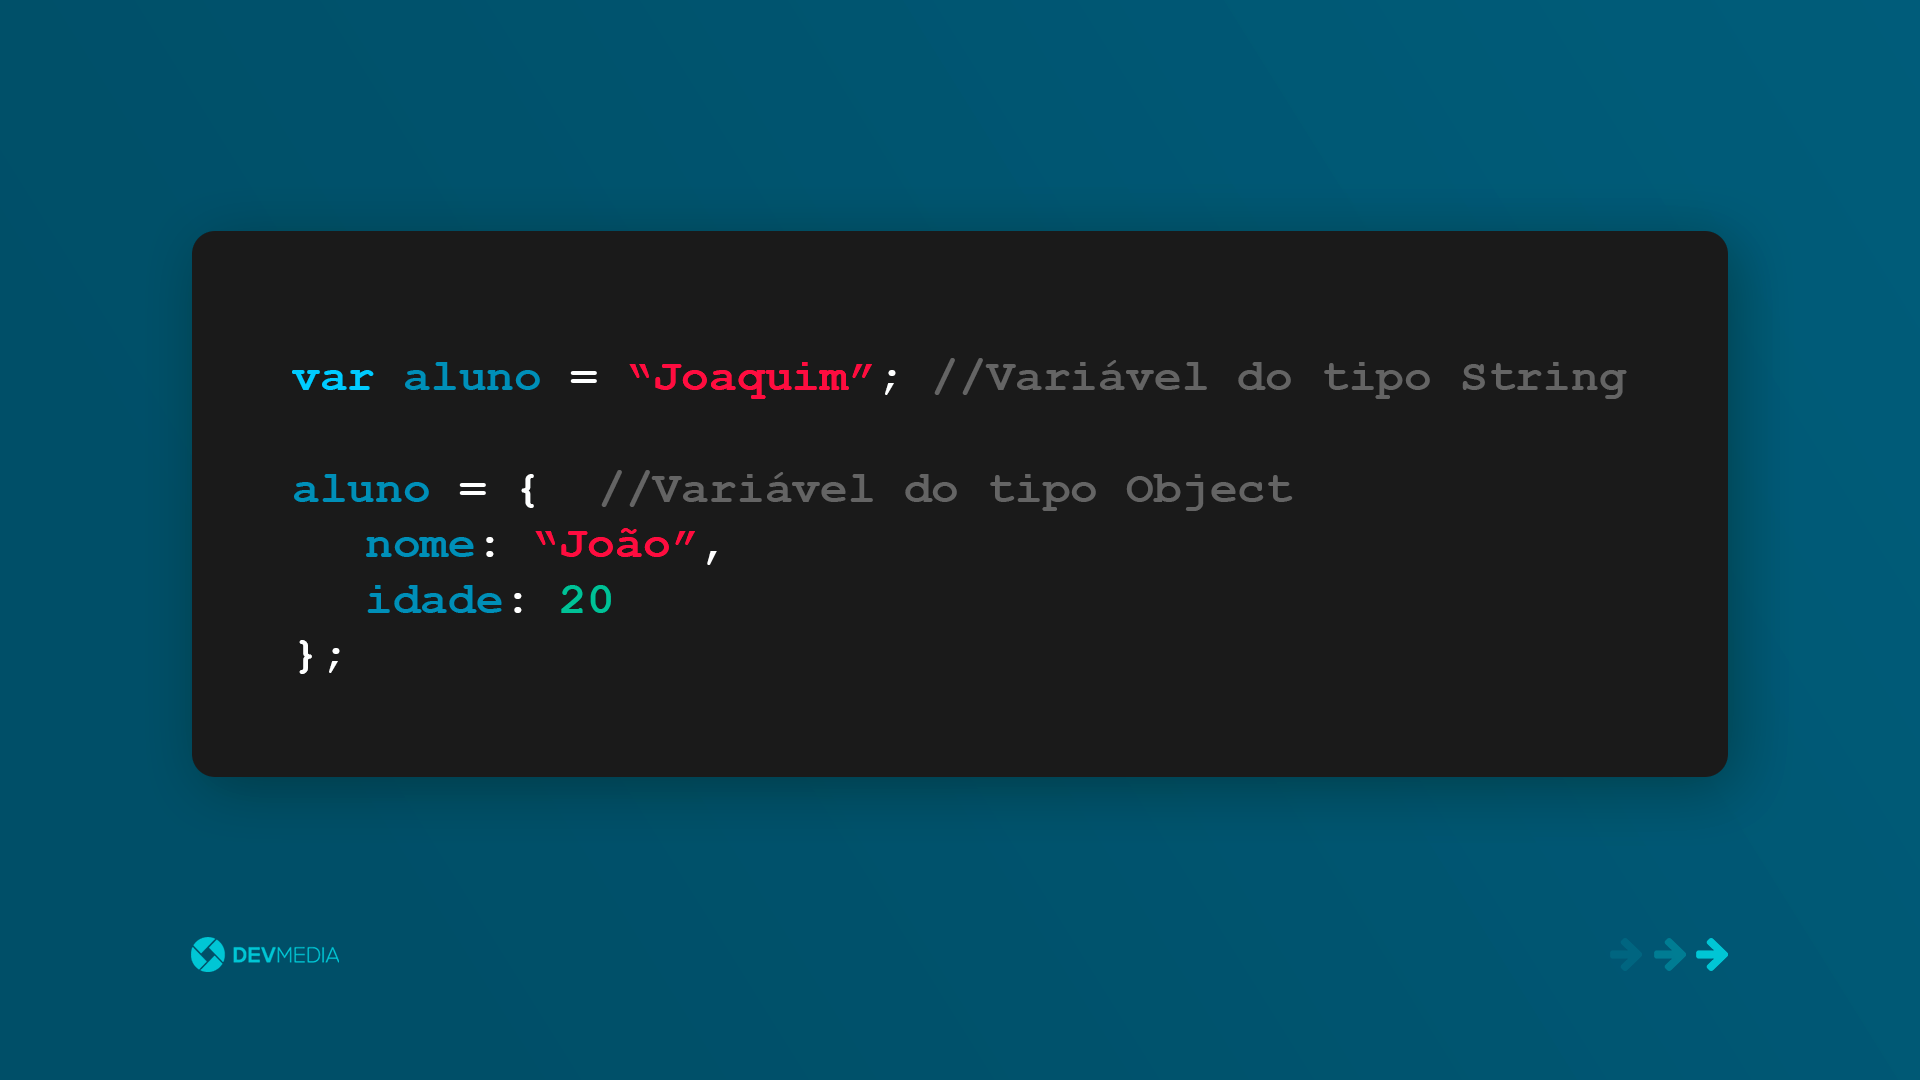 var aluno = “Joaquim”; //Variável do tipo String
aluno = {  //Variável do tipo Object
nome: “João”,
idade: 20
};
DEVMEDIA